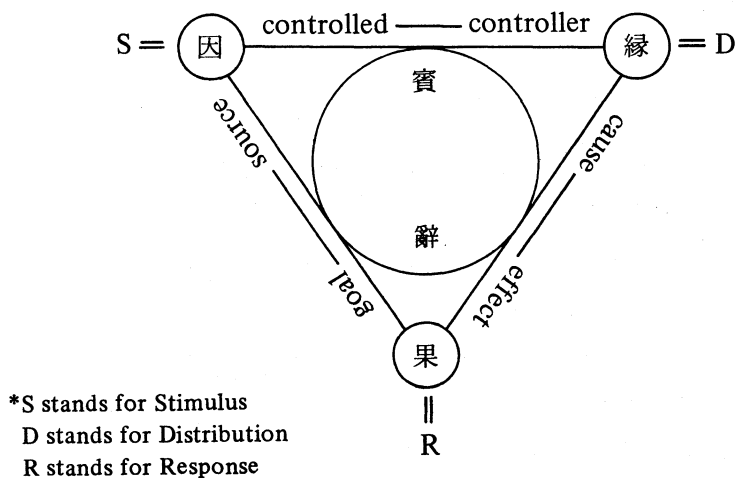 controlled — controller
S = 因 緣 = D
賓
source
cause
辭
goal
effect
果
=
R
*S stands for Stimulus
D stands for Distribution
R stands for Response